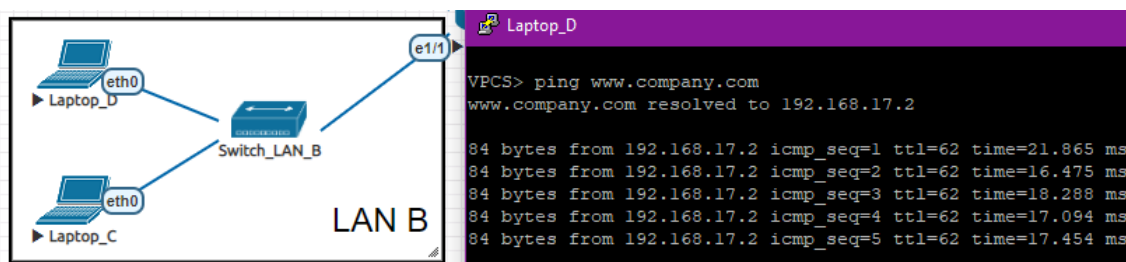 e1/1
eth0
Laptop_D
Switch_LAN_B
eth0
Laptop_C
LAN B
Laptop_D
VPCS> ping www.company.com
www.company.com resolved to 192.168.17.2
84 bytes from 192.168.17.2 icmp_seq=1 ttl=62 time=21.865 ms
84 bytes from 192.168.17.2 icmp_seq=2 ttl=62 time=16.475 ms
84 bytes from 192.168.17.2 icmp_seq=3 ttl=62 time=18.288 ms
84 bytes from 192.168.17.2 icmp_seq=4 ttl=62 time=17.094 ms
84 bytes from 192.168.17.2 icmp_seq=5 ttl=62 time=17.454 ms